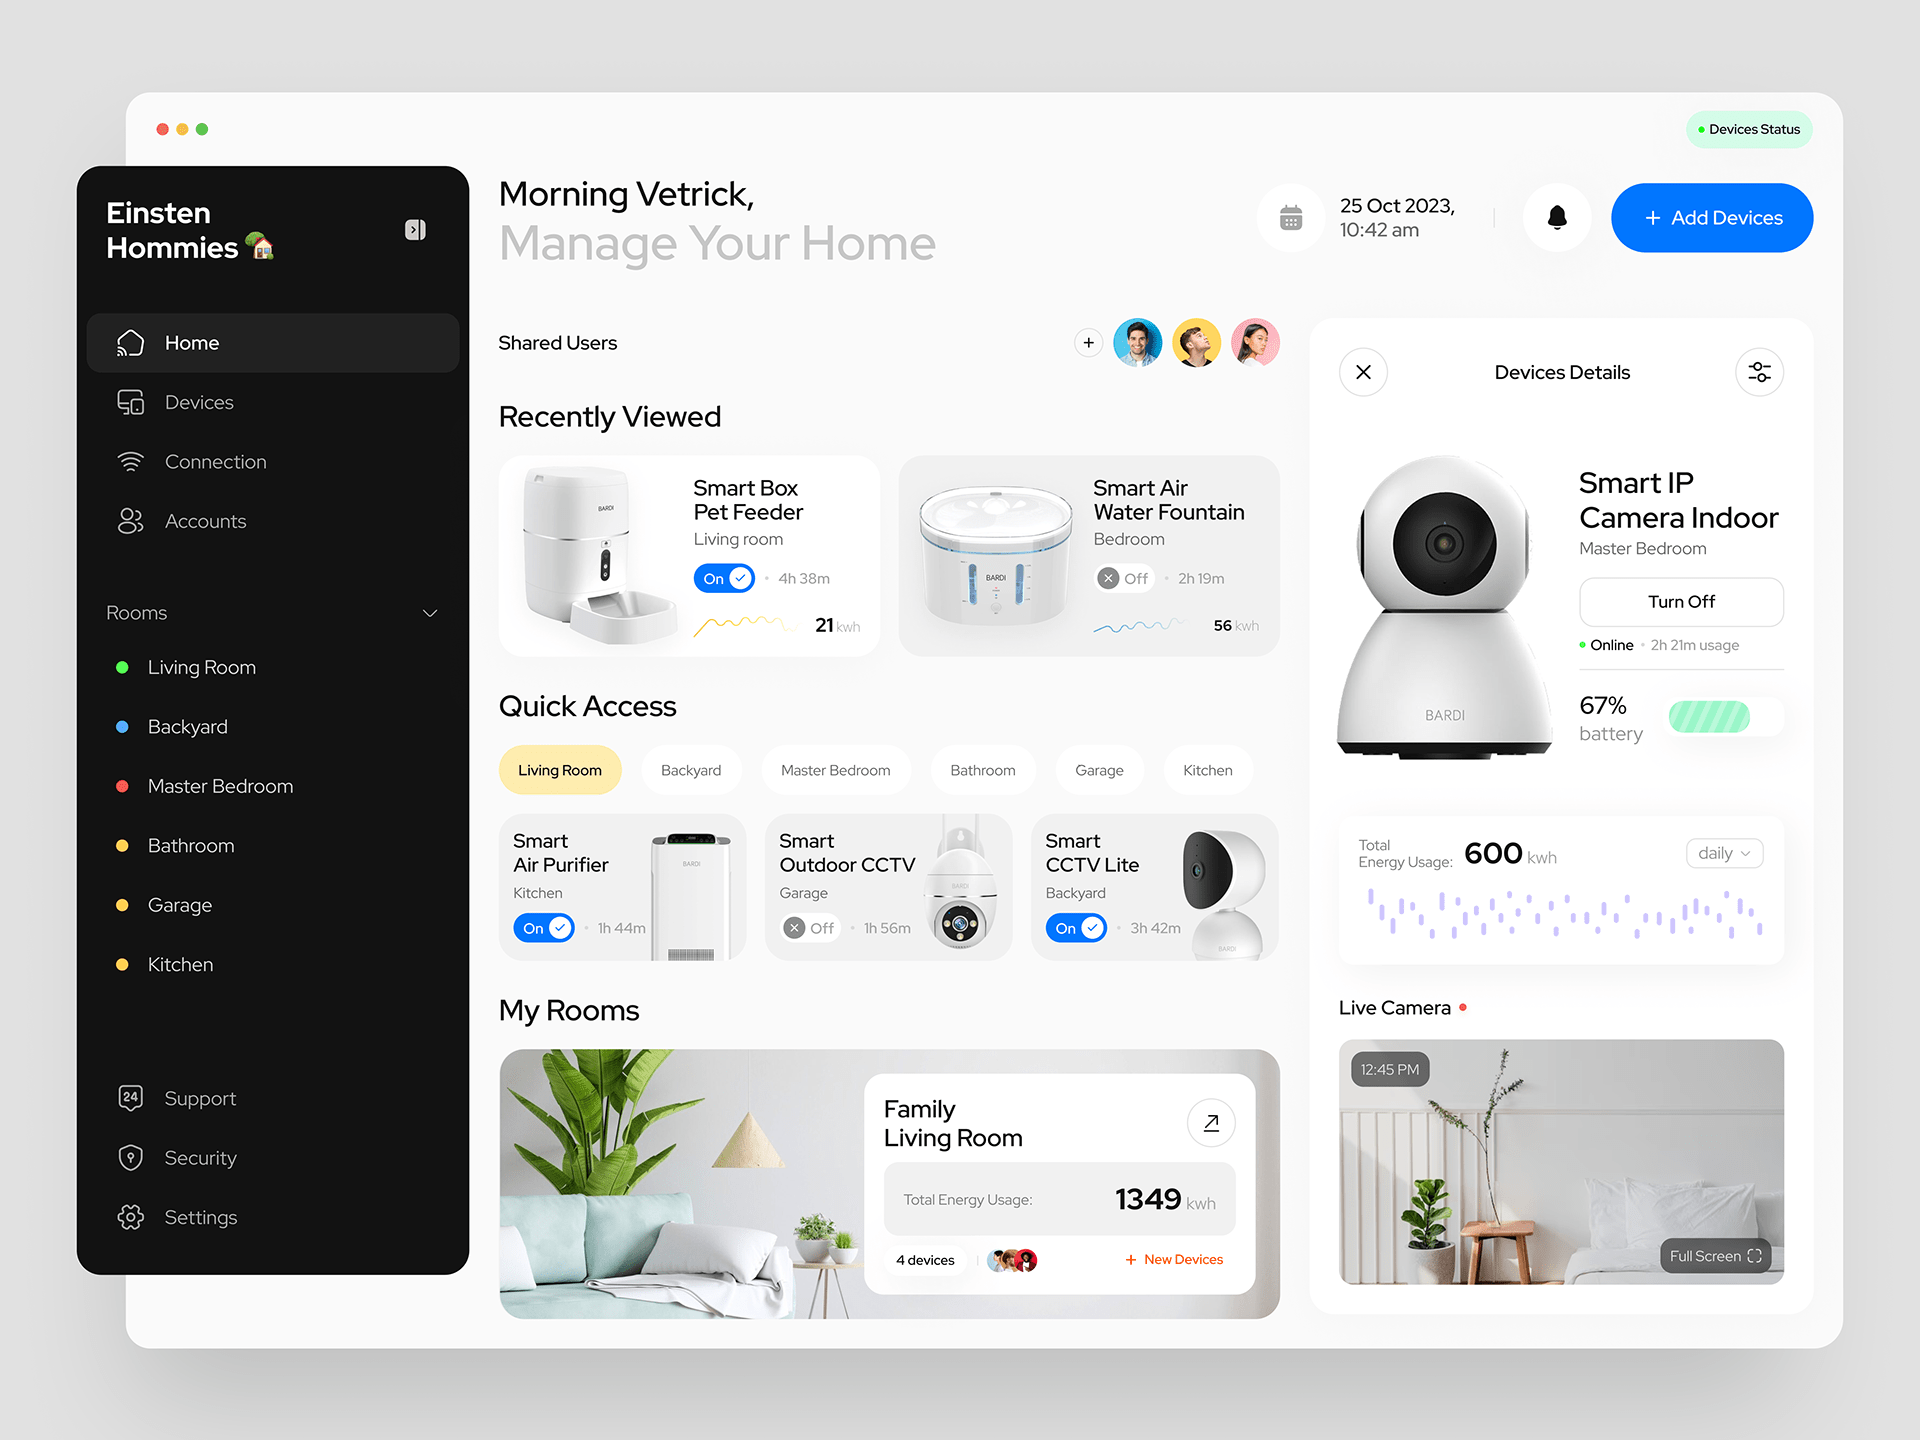 Devices Status
Einsten
Hommies
Home
Devices
Connection
Accounts
Rooms
Living Room
Backyard
Master Bedroom
Bathroom
Garage
Kitchen
24
Support
Security
Settings
Morning Vetrick,
Manage Your Home
25 Oct 2023,
10:42 am
+ Add Devices
Shared Users
+
Recently Viewed
BARDI
Smart Box
Pet Feeder
Living room
On
• 4h 38m
21 kwh
BARDI
Smart Air
Water Fountain
Bedroom
Off
• 2h 19m
56 kwh
Quick Access
Living Room
Backyard
Master Bedroom
Bathroom
Garage
Kitchen
Smart
Air Purifier
Kitchen
On
• 1h 44m
BARDI
Smart
Outdoor CCTV
Garage
Off
• 1h 56m
BARDI
Smart
CCTV Lite
Backyard
On
• 3h 42m
BARDI
My Rooms
Family
Living Room
Total Energy Usage:
1349 kwh
4 devices
+ New Devices
Devices Details
BARDI
Smart IP
Camera Indoor
Master Bedroom
Turn Off
Online • 2h 21m usage
67%
battery
Total
Energy Usage:
600 kwh
daily
Live Camera
12:45 PM
Full Screen